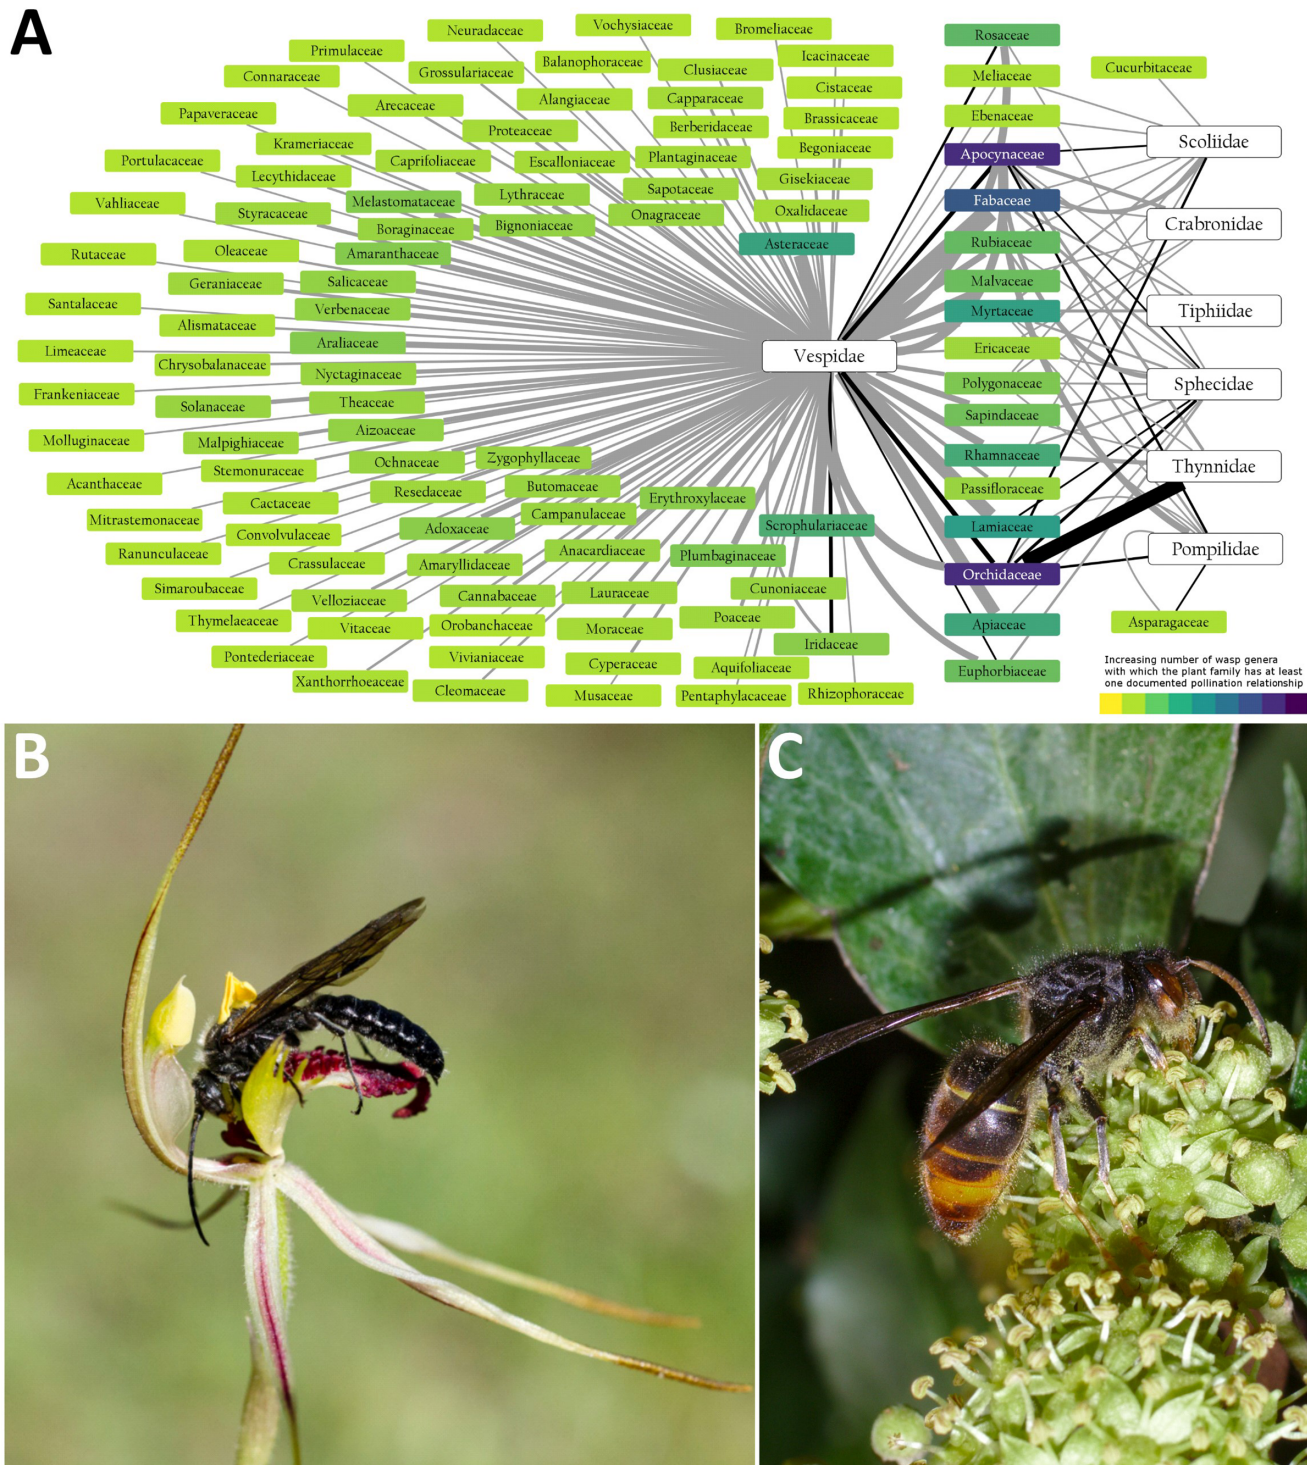 A
Neuradaceae
Vochysiaceae
Bromeliaceae
Rosaceae
Primulaceae
Balanophoraceae
Icacinaceae
Cucurbitaceae
Connaraceae
Grossulariaceae
Clusiaceae
Meliaceae
Cistaceae
Arecaceae
Alangiaceae
Capparaceae
Papaveraceae
Ebenaceae
Brassicaceae
Proteaceae
Berberidaceae
Krameriaceae
Scoliidae
Begoniaceae
Portulacaceae
Caprifoliaceae
Escalloniaceae
Plantaginaceae
Apocynaceae
Lecythidaceae
Gisekiaceae
Vahliaceae
Melastomataceae
Lythraceae
Sapotaceae
Fabaceae
Styracaceae
Onagraceae
Oxalidaceae
Boraginaceae
Bignoniaceae
Crabronidae
Rutaceae
Oleaceae
Amaranthaceae
Asteraceae
Rubiaceae
Geraniaceae
Salicaceae
Malvaceae
Santalaceae
Verbenaceae
Myrtaceae
Tiphiidae
Alismataceae
Araliaceae
Limeaceae
Vespidae
Ericaceae
Chrysobalanaceae
Nyctaginaceae
Polygonaceae
Sphecidae
Frankeniaceae
Solanaceae
Theaceae
Sapindaceae
Molluginaceae
Malpighiaceae
Aizoaceae
Rhamnaceae
Stemonuraceae
Ochnaceae
Zygophyllaceae
Thynnidae
Acanthaceae
Cactaceae
Resedaceae
Butomaceae
Erythroxylaceae
Passifloraceae
Mitrastemonaceae
Convolvulaceae
Adoxaceae
Campanulaceae
Scrophulariaceae
Lamiaceae
Ranunculaceae
Crassulaceae
Amaryllidaceae
Anacardiaceae
Plumbaginaceae
Pompilidae
Simaroubaceae
Velloziaceae
Cannabaceae
Lauraceae
Cunoniaceae
Orchidaceae
Thymelaeaceae
Vitaceae
Orobanchaceae
Moraceae
Poaceae
Apiaceae
Asparagaceae
Pontederiaceae
Vivianiaceae
Cyperaceae
Iridaceae
Xanthorrhoeaceae
Cleomaceae
Musaceae
Aquifoliaceae
Euphorbiaceae
Pentaphylacaceae
Rhizophoraceae
Increasing number of wasp genera
with which the plant family has at least
one documented pollination relationship
B
C